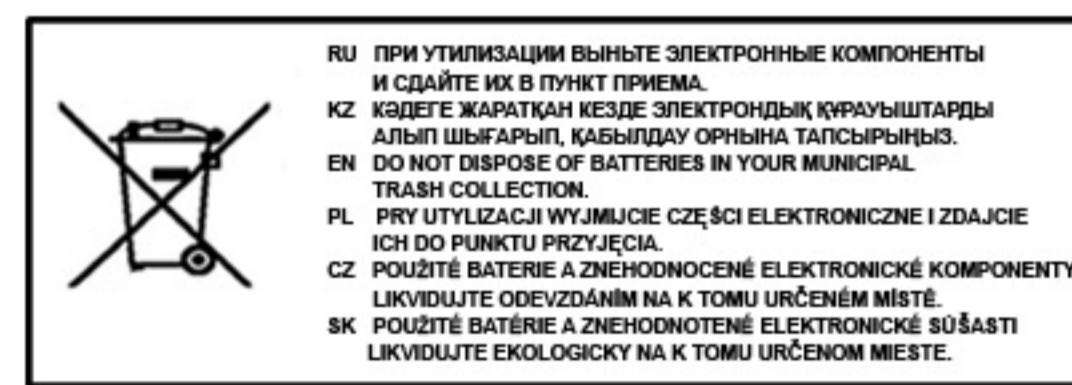 RU ПРИ УТИЛИЗАЦИИ ВЫНЬТЕ ЭЛЕКТРОННЫЕ КОМПОНЕНТЫ
И СДАЙТЕ ИХ В ПУНКТ ПРИЕМА.
KZ КӘДЕГЕ ЖАРАТҚАН КЕЗДЕ ЭЛЕКТРОНДЫҚ ҚҰРАУЫШТАРДЫ
АЛЫП ШЫҒАРЫП, ҚАБЫЛДАУ ОРНЫНА ТАПСЫРЫҢЫЗ.
EN DO NOT DISPOSE OF BATTERIES IN YOUR MUNICIPAL
TRASH COLLECTION.
PL PRY UTYLIZACJI WYJMIJCIE CZĘŚCI ELEKTRONICZNE I ZDAJCIE
ICH DO PUNKTU PRZYJĘCIA.
CZ POUŽITÉ BATERIE A ZNEHODNOCENÉ ELEKTRONICKÉ KOMPONENTY
LIKVIDUJTE ODEVZDÁNÍM NA K TOMU URČENÉM MÍSTĚ.
SK POUŽITÉ BATÉRIE A ZNEHODNOTENÉ ELEKTRONICKÉ SÚŠASTI
LIKVIDUJTE EKOLOGICKY NA K TOMU URČENOM MIESTE.